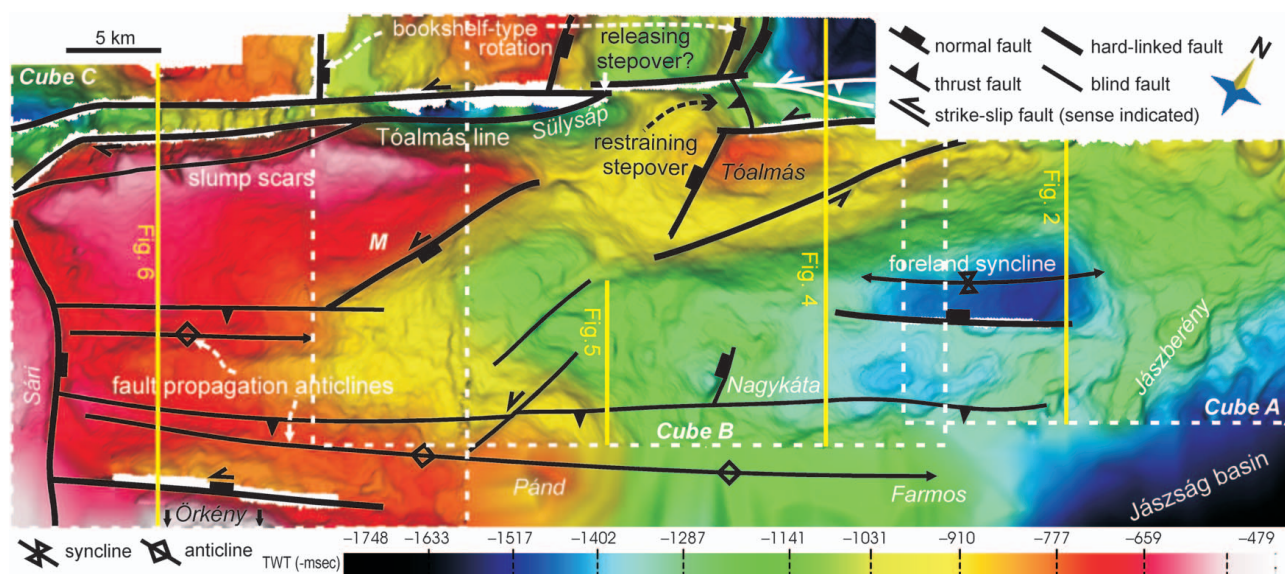 5 km
bookshelf-type
rotation
releasing
stepover?
normal fault
hard-linked fault
thrust fault
blind fault
strike-slip fault (sense indicated)
N
Cube C
Tóalmás line
Sülysáp
restraining
stepover
Tóalmás
slump scars
M
Fig. 6
Fig. 5
Fig. 4
Fig. 2
foreland syncline
Jászberény
Sári
fault propagation anticlines
Nagykáta
Cube B
Cube A
Pánd
Farmos
Jászság basin
Örkény
syncline
anticline
TWT (-msec)
−1748 −1633 −1517 −1402 −1287 −1141 −1031 −910 −777 −659 −479